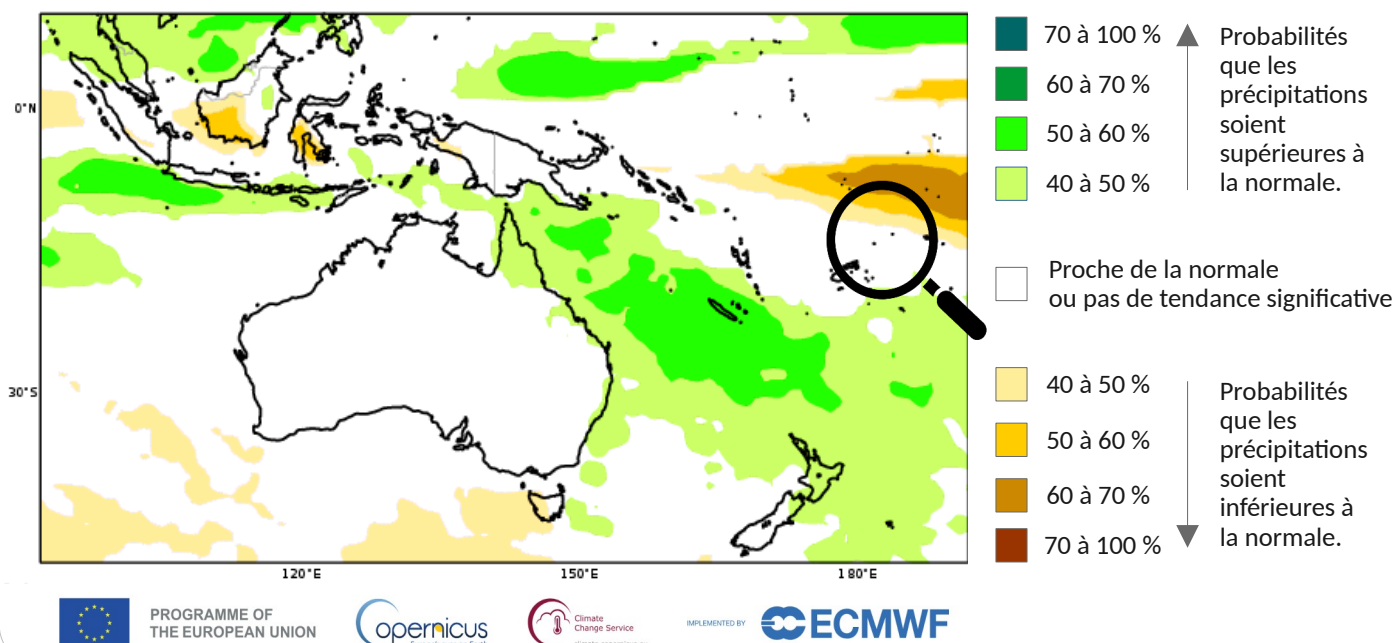 70 à 100 %
60 à 70 %
50 à 60 %
40 à 50 %
Probabilités
que les
précipitations
soient
supérieures à
la normale.
Proche de la normale
ou pas de tendance significative
40 à 50 %
50 à 60 %
60 à 70 %
70 à 100 %
Probabilités
que les
précipitations
soient
inférieures à
la normale.
0°N
30°S
120°E
150°E
180°E
PROGRAMME OF
THE EUROPEAN UNION
opernicus
Climate
Change Service
IMPLEMENTED BY
ECMWF